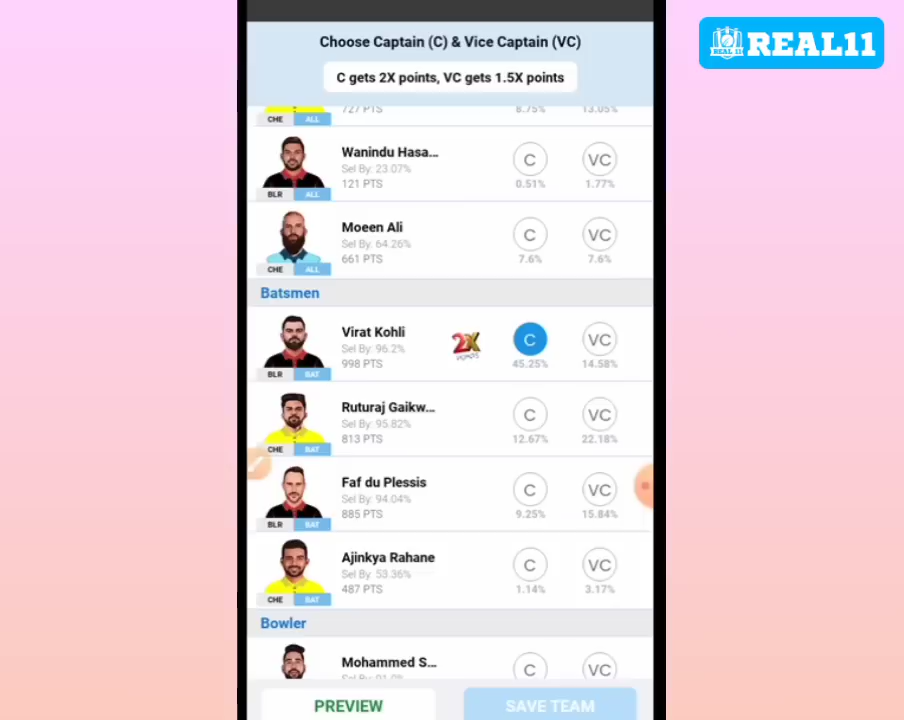 REAL11
Choose Captain (C) & Vice Captain (VC)
C gets 2X points, VC gets 1.5X points
727 PTS 8.75% 13.05%
CHE ALL
Wanindu Hasa...
Sel By: 23.07%
C VC
121 PTS 0.51% 1.77%
BLR ALL
Moeen Ali
Sel By: 64.26%
C VC
661 PTS 7.6% 7.6%
CHE ALL
Batsmen
Virat Kohli
Sel By: 96.2%
2X C VC
998 PTS 45.25% 14.58%
BLR BAT
Ruturaj Gaikw...
Sel By: 95.82%
C VC
813 PTS 12.67% 22.18%
CHE BAT
Faf du Plessis
Sel By: 94.04%
C VC
885 PTS 9.25% 15.84%
BLR BAT
Ajinkya Rahane
Sel By: 53.36%
C VC
487 PTS 1.14% 3.17%
CHE BAT
Bowler
Mohammed S...
C VC
PREVIEW SAVE TEAM